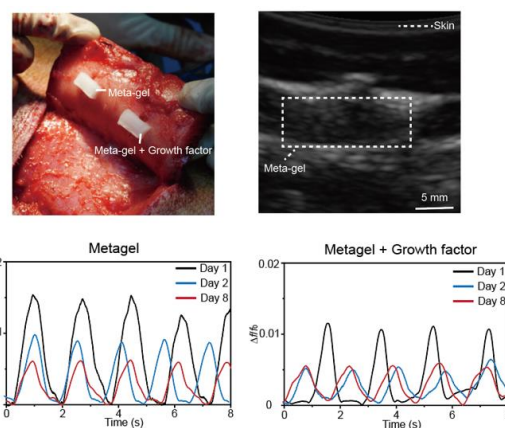 Meta-gel
Meta-gel + Growth factor
Skin
Meta-gel
5 mm
Metagel
Day 1
Day 2
Day 8
0 2 4 6 8
Time (s)
Metagel + Growth factor
0.02
0.01
0
Δf/f₀
Day 1
Day 2
Day 8
0 2 4 6
Time (s)